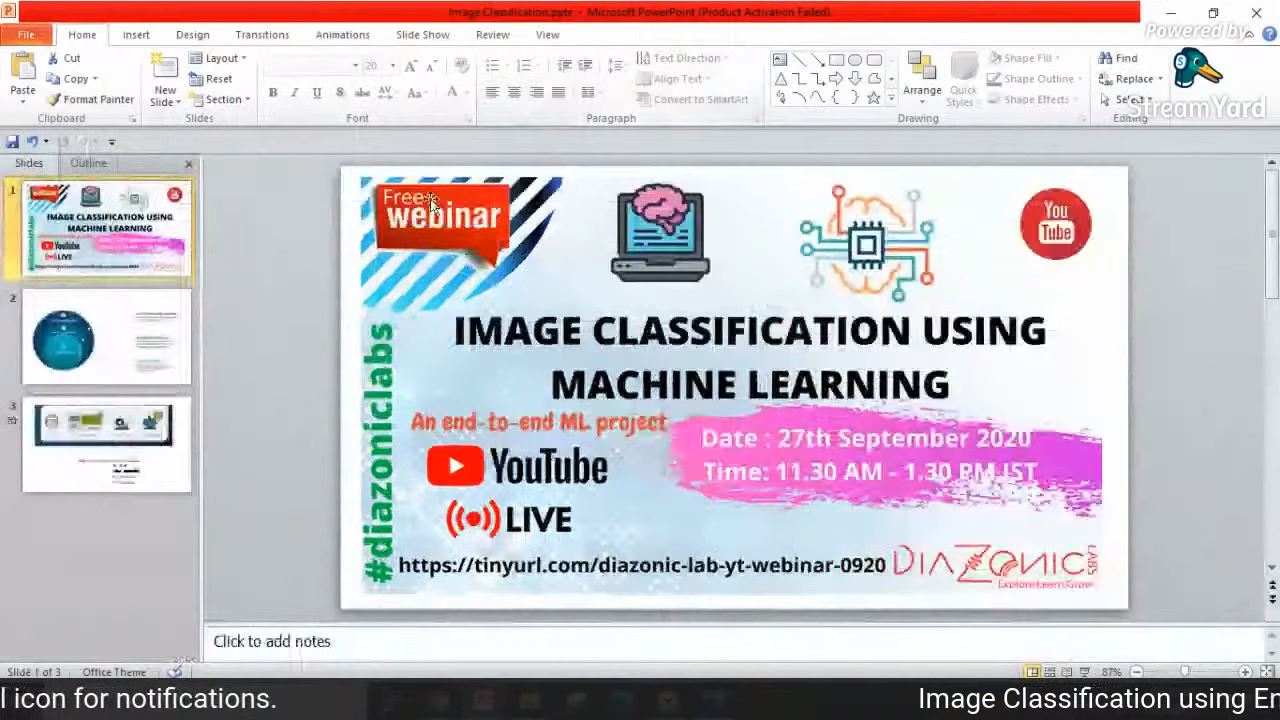 Image Classification.pptx - Microsoft PowerPoint (Product Activation Failed)
Powered by
StreamYard
File Home Insert Design Transitions Animations Slide Show Review View
Paste
Cut
Copy
Format Painter
Clipboard
New Slide
Layout
Reset
Section
Slides
20
Font
Text Direction
Align Text
Convert to SmartArt
Paragraph
Arrange
Quick Styles
Shape Fill
Shape Outline
Shape Effects
Drawing
Find
Replace
Select
Editing
Slides Outline
1
2
3
Free
webinar
You
Tube
IMAGE CLASSIFICATION USING
MACHINE LEARNING
#diazoniclabs
An end-to-end ML project
Date : 27th September 2020
Time: 11.30 AM - 1.30 PM IST
YouTube
LIVE
https://tinyurl.com/diazonic-lab-yt-webinar-0920
DIAZONIC LABS
Explore.Learn.Grow
Click to add notes
Slide 1 of 3 Office Theme 87%
l icon for notifications. Image Classification using En